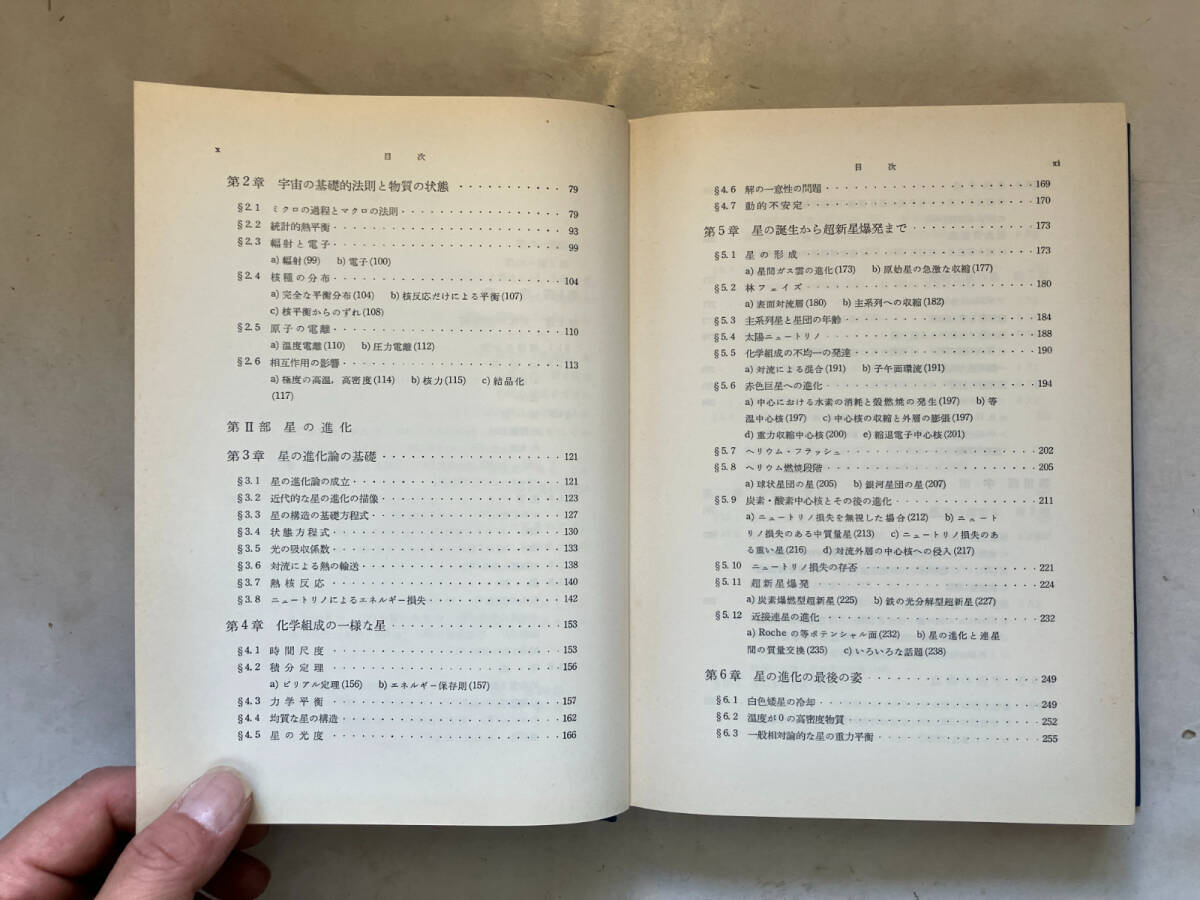 x
目 次
第2章 宇宙の基礎的法則と物質の状態 ··········· 79
§2.1 ミクロの過程とマクロの法則 ················ 79
§2.2 統計的熱平衡 ······················ 93
§2.3 輻射と電子 ······················ 99
a)輻射(99) b)電子(100)
§2.4 核種の分布 ······················ 104
a)完全な平衡分布(104) b)核反応だけによる平衡(107)
c)核平衡からのずれ(108)
§2.5 原子の電離 ······················ 110
a)温度電離(110) b)圧力電離(112)
§2.6 相互作用の影響 ····················· 113
a)極度の高温,高密度(114) b)核力(115) c)結晶化
(117)
第II部 星の進化
第3章 星の進化論の基礎 ··················· 121
§3.1 星の進化論の成立 ···················· 121
§3.2 近代的な星の進化の描像 ················· 123
§3.3 星の構造の基礎方程式 ·················· 127
§3.4 状態方程式 ······················ 130
§3.5 光の吸収係数 ······················ 133
§3.6 対流による熱の輸送 ··················· 138
§3.7 熱核反応 ······················· 140
§3.8 ニュートリノによるエネルギー損失 ············· 142
第4章 化学組成の一様な星 ·················· 153
§4.1 時間尺度 ······················· 153
§4.2 積分定理 ······················· 156
a)ビリアル定理(156) b)エネルギー保存則(157)
§4.3 力学平衡 ······················· 157
§4.4 均質な星の構造 ····················· 162
§4.5 星の光度 ······················· 166
目 次
xi
§4.6 解の一意性の問題 ···················· 169
§4.7 動的不安定 ······················ 170
第5章 星の誕生から超新星爆発まで ·············· 173
§5.1 星の形成 ······················· 173
a)星間ガス雲の進化(173) b)原始星の急激な収縮(177)
§5.2 林フェイズ ······················ 180
a)表面対流層(180) b)主系列への収縮(182)
§5.3 主系列星と星団の年齢 ·················· 184
§5.4 太陽ニュートリノ ···················· 188
§5.5 化学組成の不均一の発達 ················· 190
a)対流による混合(191) b)子午面環流(191)
§5.6 赤色巨星への進化 ···················· 194
a)中心における水素の消耗と殻燃焼の発生(197) b)等
温中心核(197) c)中心核の収縮と外層の膨張(197)
d)重力収縮中心核(200) e)縮退電子中心核(201)
§5.7 ヘリウム・フラッシュ ·················· 202
§5.8 ヘリウム燃焼段階 ···················· 205
a)球状星団の星(205) b)銀河星団の星(207)
§5.9 炭素・酸素中心核とその後の進化 ·············· 211
a)ニュートリノ損失を無視した場合(212) b)ニュート
リノ損失のある中質量星(213) c)ニュートリノ損失のあ
る重い星(216) d)対流外層の中心核への侵入(217)
§5.10 ニュートリノ損失の存否 ················· 221
§5.11 超新星爆発 ······················ 224
a)炭素爆燃型超新星(225) b)鉄の光分解型超新星(227)
§5.12 近接連星の進化 ···················· 232
a)Rocheの等ポテンシャル面(232) b)星の進化と連星
間の質量交換(235) c)いろいろな話題(238)
第6章 星の進化の最後の姿 ·················· 249
§6.1 白色矮星の冷却 ····················· 249
§6.2 温度が0の高密度物質 ·················· 252
§6.3 一般相対論的な星の重力平衡 ··············· 255